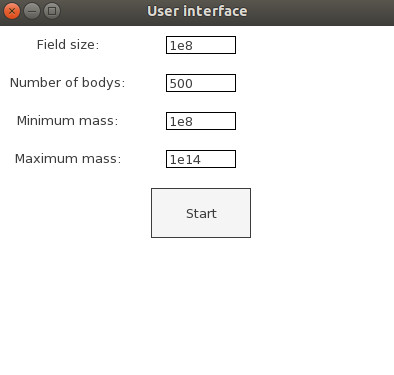 User interface
Field size: 1e8
Number of bodys: 500
Minimum mass: 1e8
Maximum mass: 1e14
Start